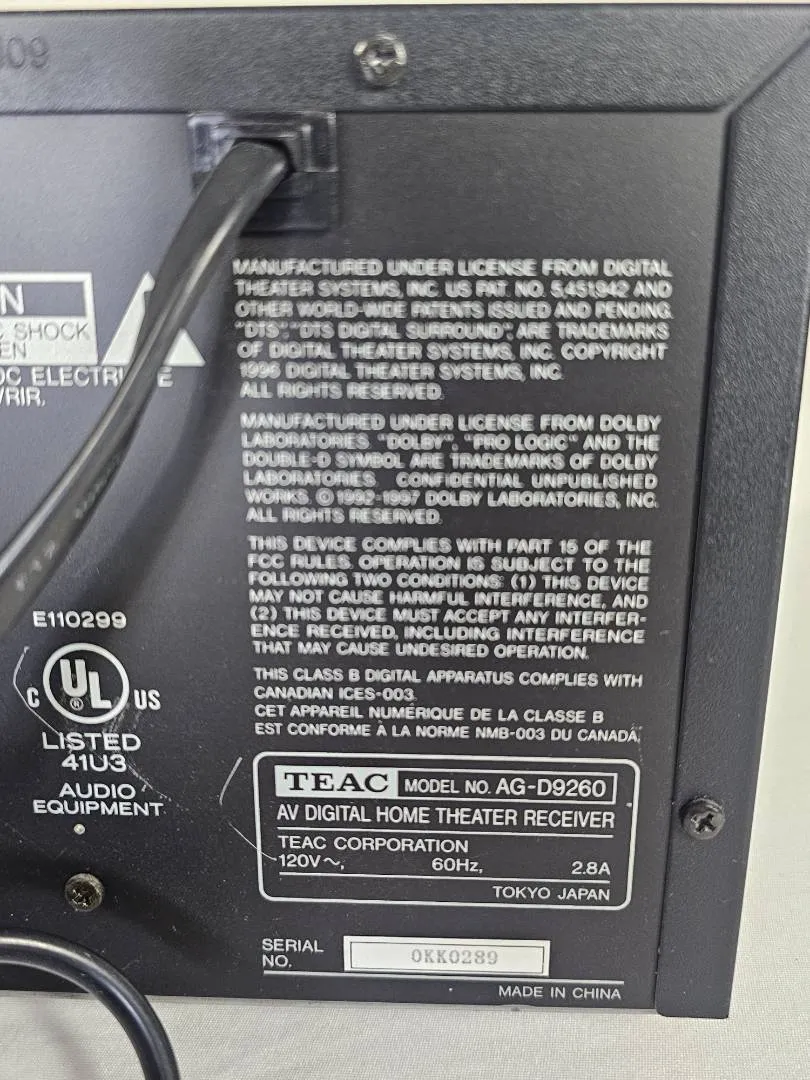 409
N
C SHOCK
EN
OC ELECTRI E
/RIR.
MANUFACTURED UNDER LICENSE FROM DIGITAL
THEATER SYSTEMS, INC. US PAT. NO. 5,451,942 AND
OTHER WORLD-WIDE PATENTS ISSUED AND PENDING.
"DTS", "DTS DIGITAL SURROUND", ARE TRADEMARKS
OF DIGITAL THEATER SYSTEMS, INC. COPYRIGHT
1996 DIGITAL THEATER SYSTEMS, INC.
ALL RIGHTS RESERVED.
MANUFACTURED UNDER LICENSE FROM DOLBY
LABORATORIES. "DOLBY", "PRO LOGIC" AND THE
DOUBLE-D SYMBOL ARE TRADEMARKS OF DOLBY
LABORATORIES. CONFIDENTIAL UNPUBLISHED
WORKS. ©1992-1997 DOLBY LABORATORIES, INC.
ALL RIGHTS RESERVED.
THIS DEVICE COMPLIES WITH PART 15 OF THE
FCC RULES. OPERATION IS SUBJECT TO THE
FOLLOWING TWO CONDITIONS: (1) THIS DEVICE
MAY NOT CAUSE HARMFUL INTERFERENCE, AND
(2) THIS DEVICE MUST ACCEPT ANY INTERFER-
ENCE RECEIVED, INCLUDING INTERFERENCE
THAT MAY CAUSE UNDESIRED OPERATION.
THIS CLASS B DIGITAL APPARATUS COMPLIES WITH
CANADIAN ICES-003.
CET APPAREIL NUMÉRIQUE DE LA CLASSE B
EST CONFORME À LA NORME NMB-003 DU CANADA.
E110299
C UL ® US
LISTED
41U3
AUDIO
EQUIPMENT
TEAC MODEL NO. AG-D9260
AV DIGITAL HOME THEATER RECEIVER
TEAC CORPORATION
120V~, 60Hz, 2.8A
TOKYO JAPAN
SERIAL
NO. 0KK0289
MADE IN CHINA